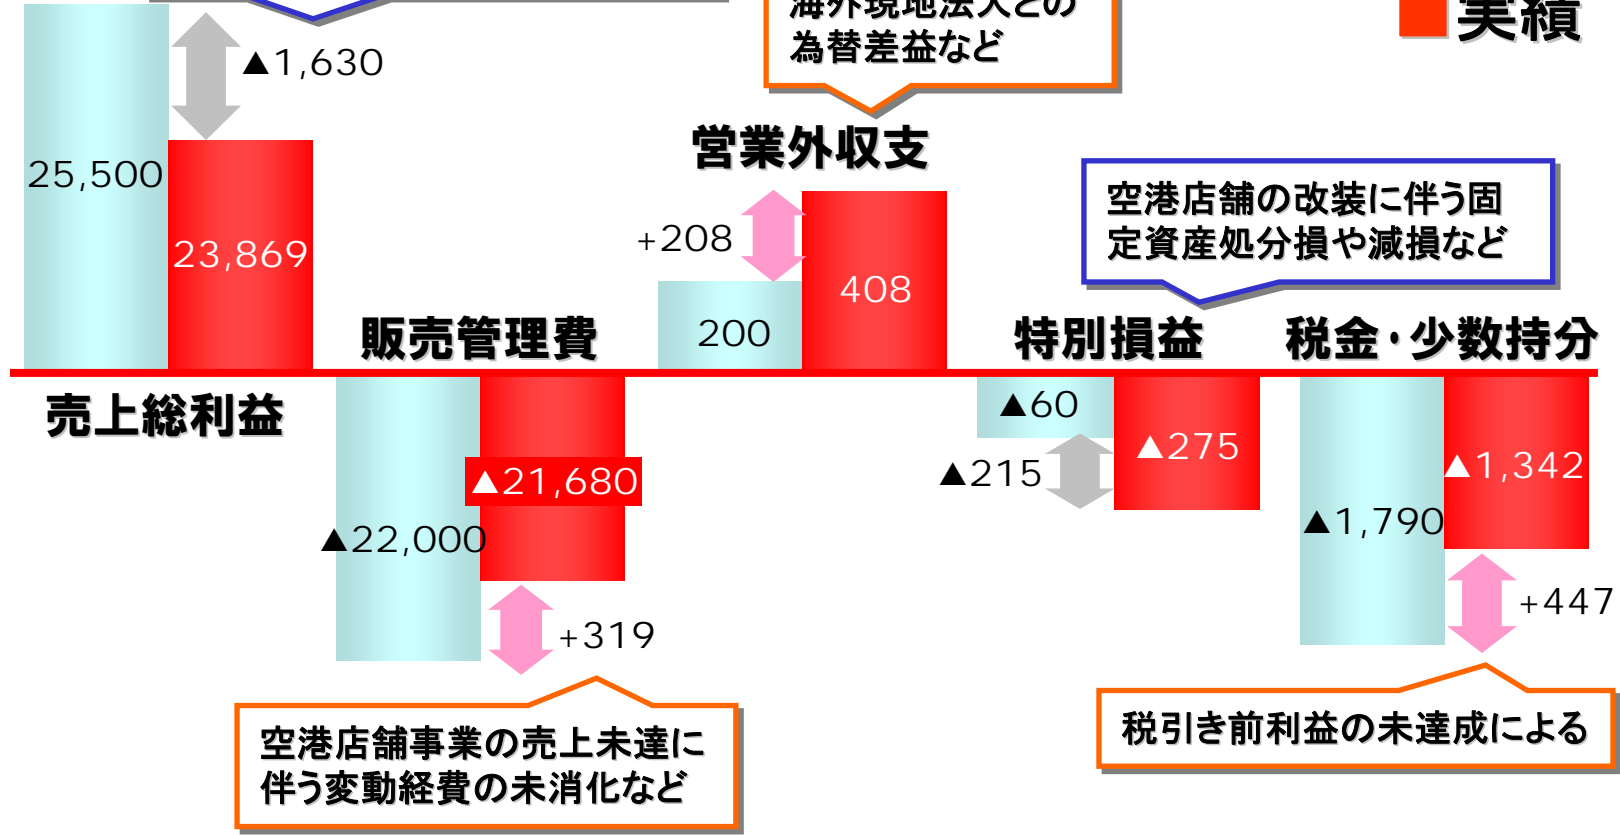 海外現地法人との
為替差益など
実績
▲1,630
25,500
23,869
売上総利益
販売管理費
▲22,000
▲21,680
+319
空港店舗事業の売上未達に
伴う変動経費の未消化など
営業外収支
+208
200
408
空港店舗の改装に伴う固
定資産処分損や減損など
特別損益
▲60
▲215
▲275
税金・少数持分
▲1,790
▲1,342
+447
税引き前利益の未達成による